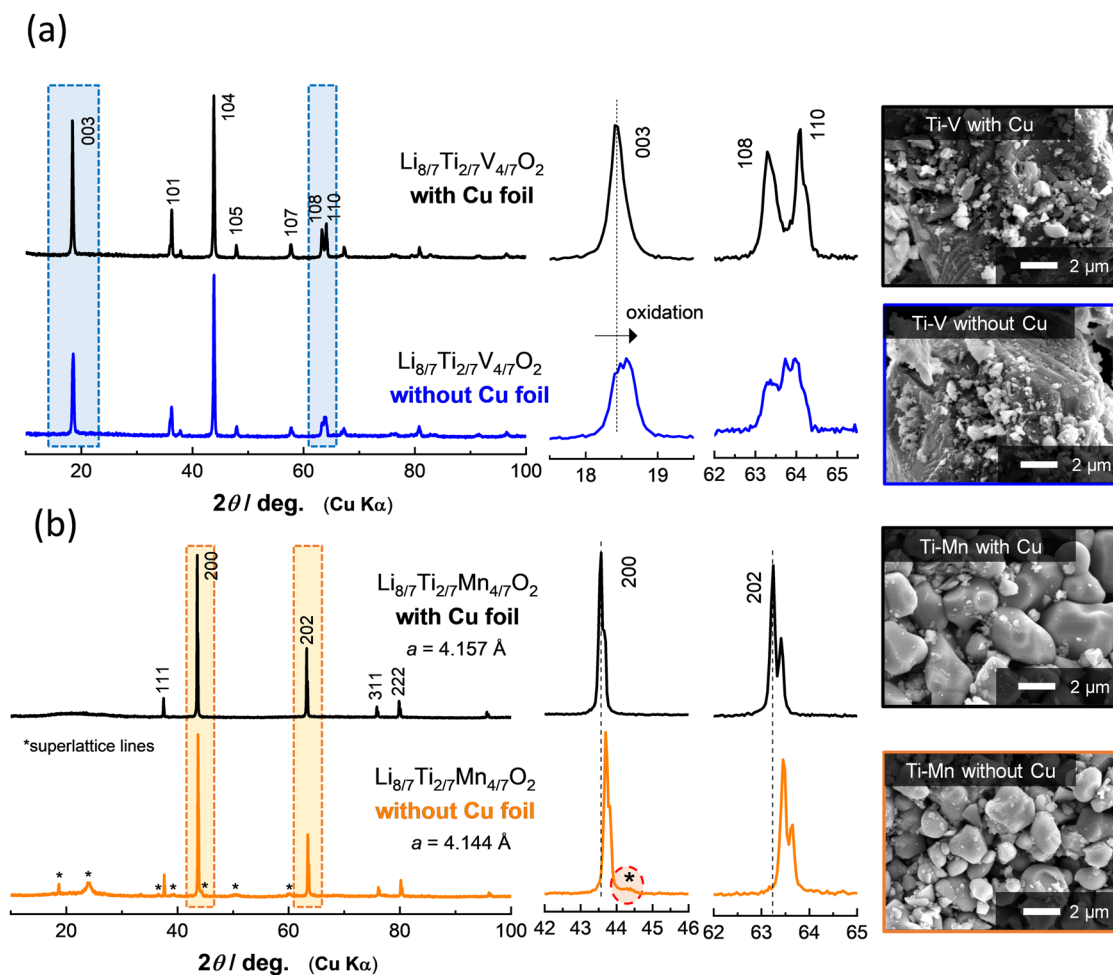 (a)
003
101
104
105
107
108
110
Li8/7Ti2/7V4/7O2
with Cu foil
Li8/7Ti2/7V4/7O2
without Cu foil
20
40
60
80
100
2θ / deg. (Cu Kα)
003
oxidation
18
19
108
110
62
63
64
65
Ti-V with Cu
2 µm
Ti-V without Cu
2 µm
(b)
111
200
202
311
222
Li8/7Ti2/7Mn4/7O2
with Cu foil
a = 4.157 Å
*superlattice lines
Li8/7Ti2/7Mn4/7O2
without Cu foil
a = 4.144 Å
* * * * * * *
20
40
60
80
100
2θ / deg. (Cu Kα)
200
*
42
43
44
45
46
202
62
63
64
65
Ti-Mn with Cu
2 µm
Ti-Mn without Cu
2 µm